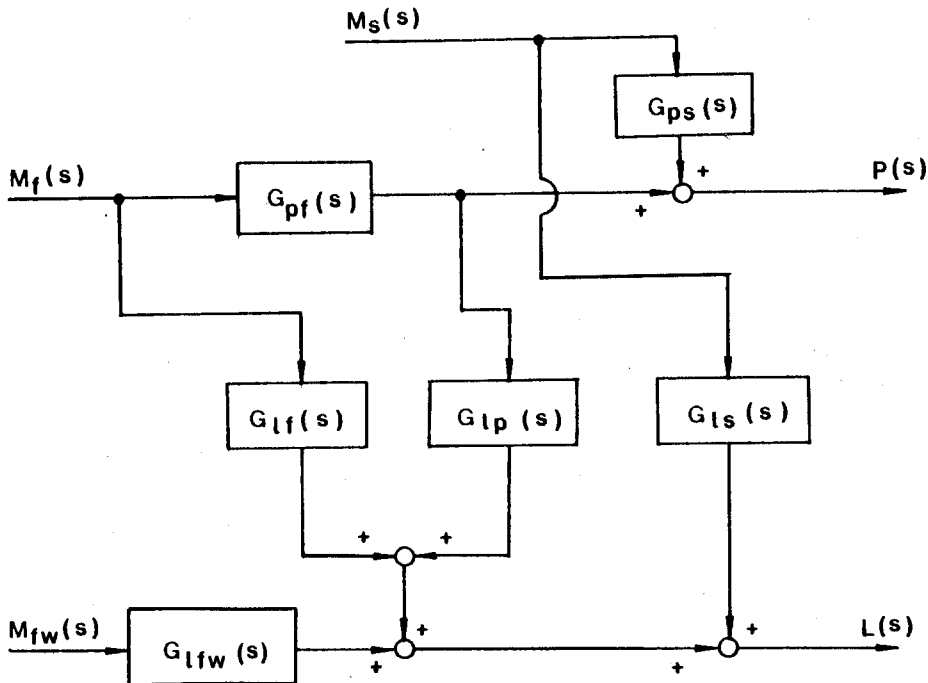 Ms(s)
Gps(s)
+
Mf(s)
Gpf(s)
+
P(s)
Glf(s)
Glp(s)
Gls(s)
+
+
Mfw(s)
Glfw(s)
+
+
+
+
L(s)